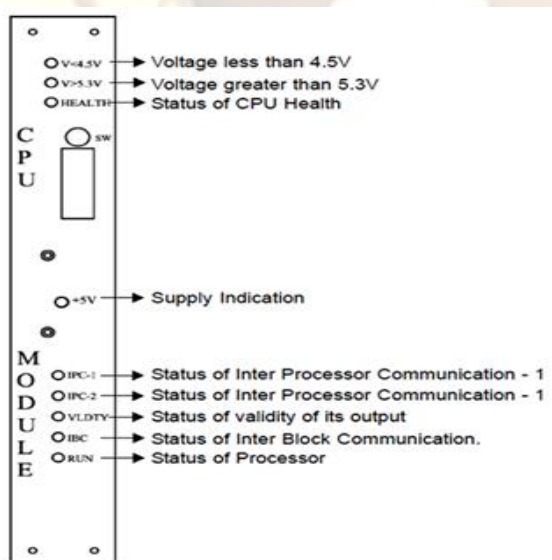 V<4.5V Voltage less than 4.5V
V>5.3V Voltage greater than 5.3V
HEALTH Status of CPU Health
CPU
SW
+5V Supply Indication
MODULE
IPC-1 Status of Inter Processor Communication - 1
IPC-2 Status of Inter Processor Communication - 1
VLDTY Status of validity of its output
IBC Status of Inter Block Communication.
RUN Status of Processor